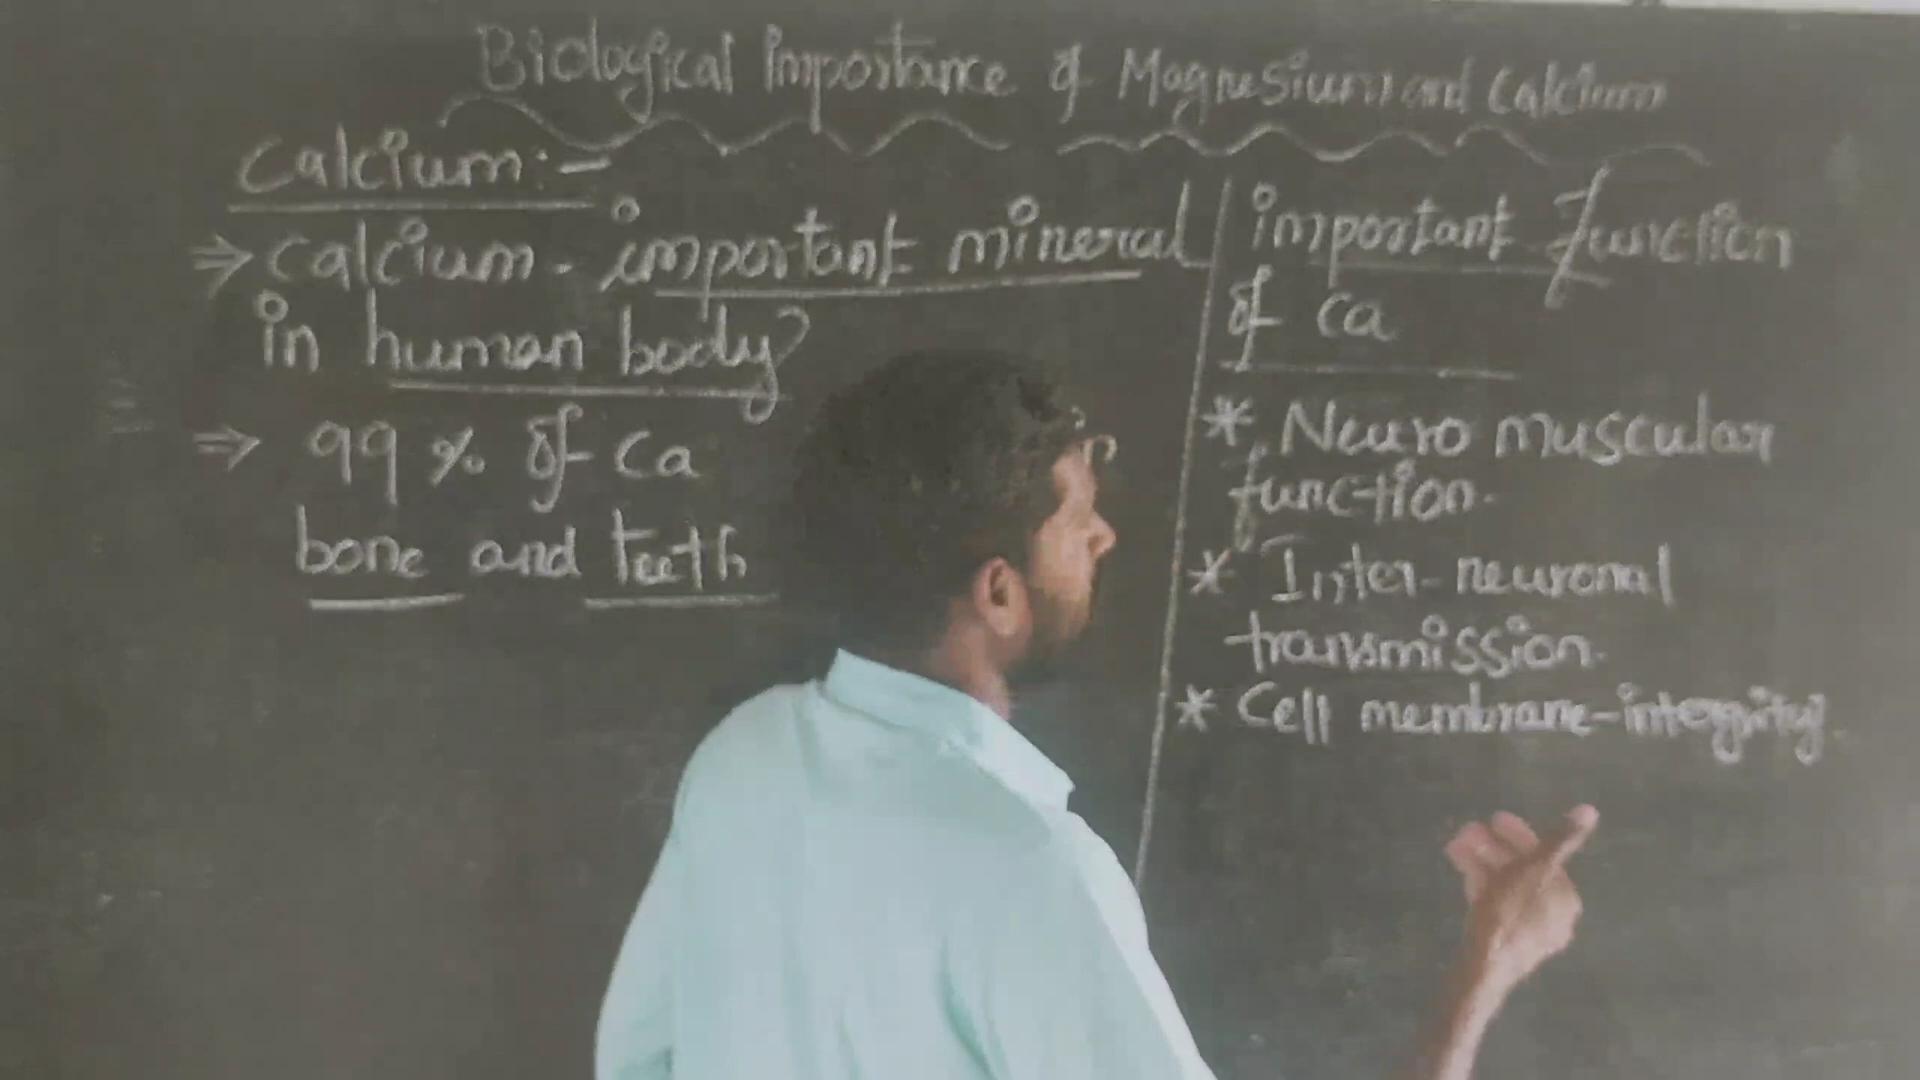 Biological Importance of Magnesium and Calcium
Calcium:-
⇒ Calcium - important mineral
in human body?
⇒ 99% of Ca
bone and teeth
important function
of Ca
* Neuro muscular
function.
* Inter-neuronal
transmission.
* Cell membrane-intergrity.